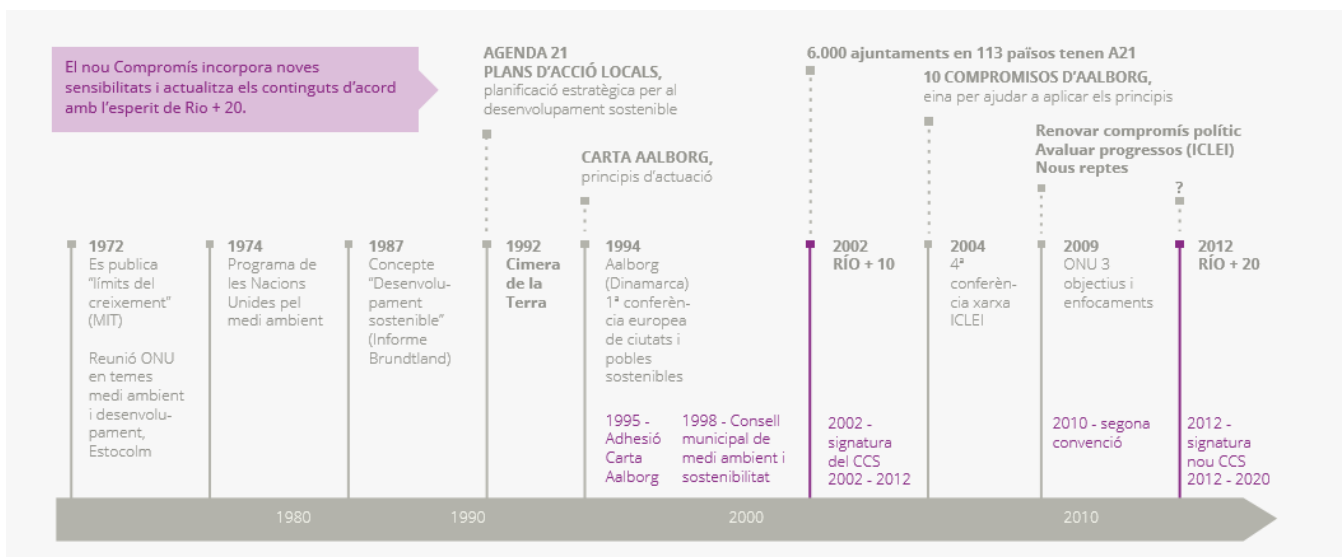 El nou Compromís incorpora noves
sensibilitats i actualitza els continguts d'acord
amb l'esperit de Rio + 20.
AGENDA 21
PLANS D'ACCIÓ LOCALS,
planificació estratègica per al
desenvolupament sostenible
CARTA AALBORG,
principis d'actuació
6.000 ajuntaments en 113 països tenen A21
10 COMPROMISOS D'AALBORG,
eina per ajudar a aplicar els principis
Renovar compromís polític
Avaluar progressos (ICLEI)
Nous reptes
?
1972
Es publica
"límits del
creixement"
(MIT)
Reunió ONU
en temes
medi ambient
i desenvolu-
pament,
Estocolm
1974
Programa de
les Nacions
Unides pel
medi ambient
1987
Concepte
"Desenvolu-
pament
sostenible"
(Informe
Brundtland)
1992
Cimera
de la
Terra
1994
Aalborg
(Dinamarca)
1ª conferèn-
cia europea
de ciutats i
pobles
sostenibles
2002
RÍO + 10
2004
4ª
conferèn-
cia xarxa
ICLEI
2009
ONU 3
objectius i
enfocaments
2012
RÍO + 20
1995 -
Adhesió
Carta
Aalborg
1998 - Consell
municipal de
medi ambient i
sostenibilitat
2002 -
signatura
del CCS
2002 - 2012
2010 - segona
convenció
2012 -
signatura
nou CCS
2012 - 2020
1980
1990
2000
2010